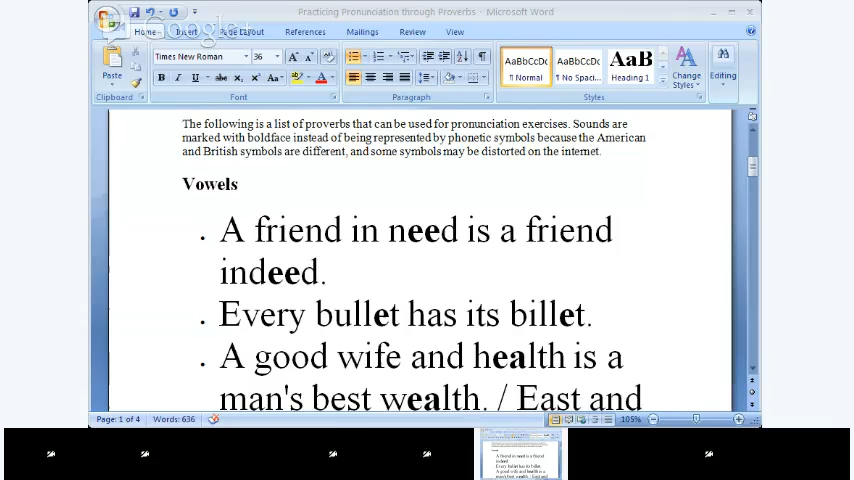 Practicing Pronunciation through Proverbs - Microsoft Word
Google+
Home Insert Page Layout References Mailings Review View
Times New Roman 36
Paste
B I U abc x₂ x² Aa
AaBbCcDc AaBbCcDc AaB
¶ Normal ¶ No Spaci... Heading 1
Change Styles
Editing
Clipboard Font Paragraph Styles
The following is a list of proverbs that can be used for pronunciation exercises. Sounds are
marked with boldface instead of being represented by phonetic symbols because the American
and British symbols are different, and some symbols may be distorted on the internet.
Vowels
A friend in need is a friend
indeed.
Every bullet has its billet.
A good wife and health is a
man's best wealth. / East and
Page: 1 of 4 Words: 636 105%